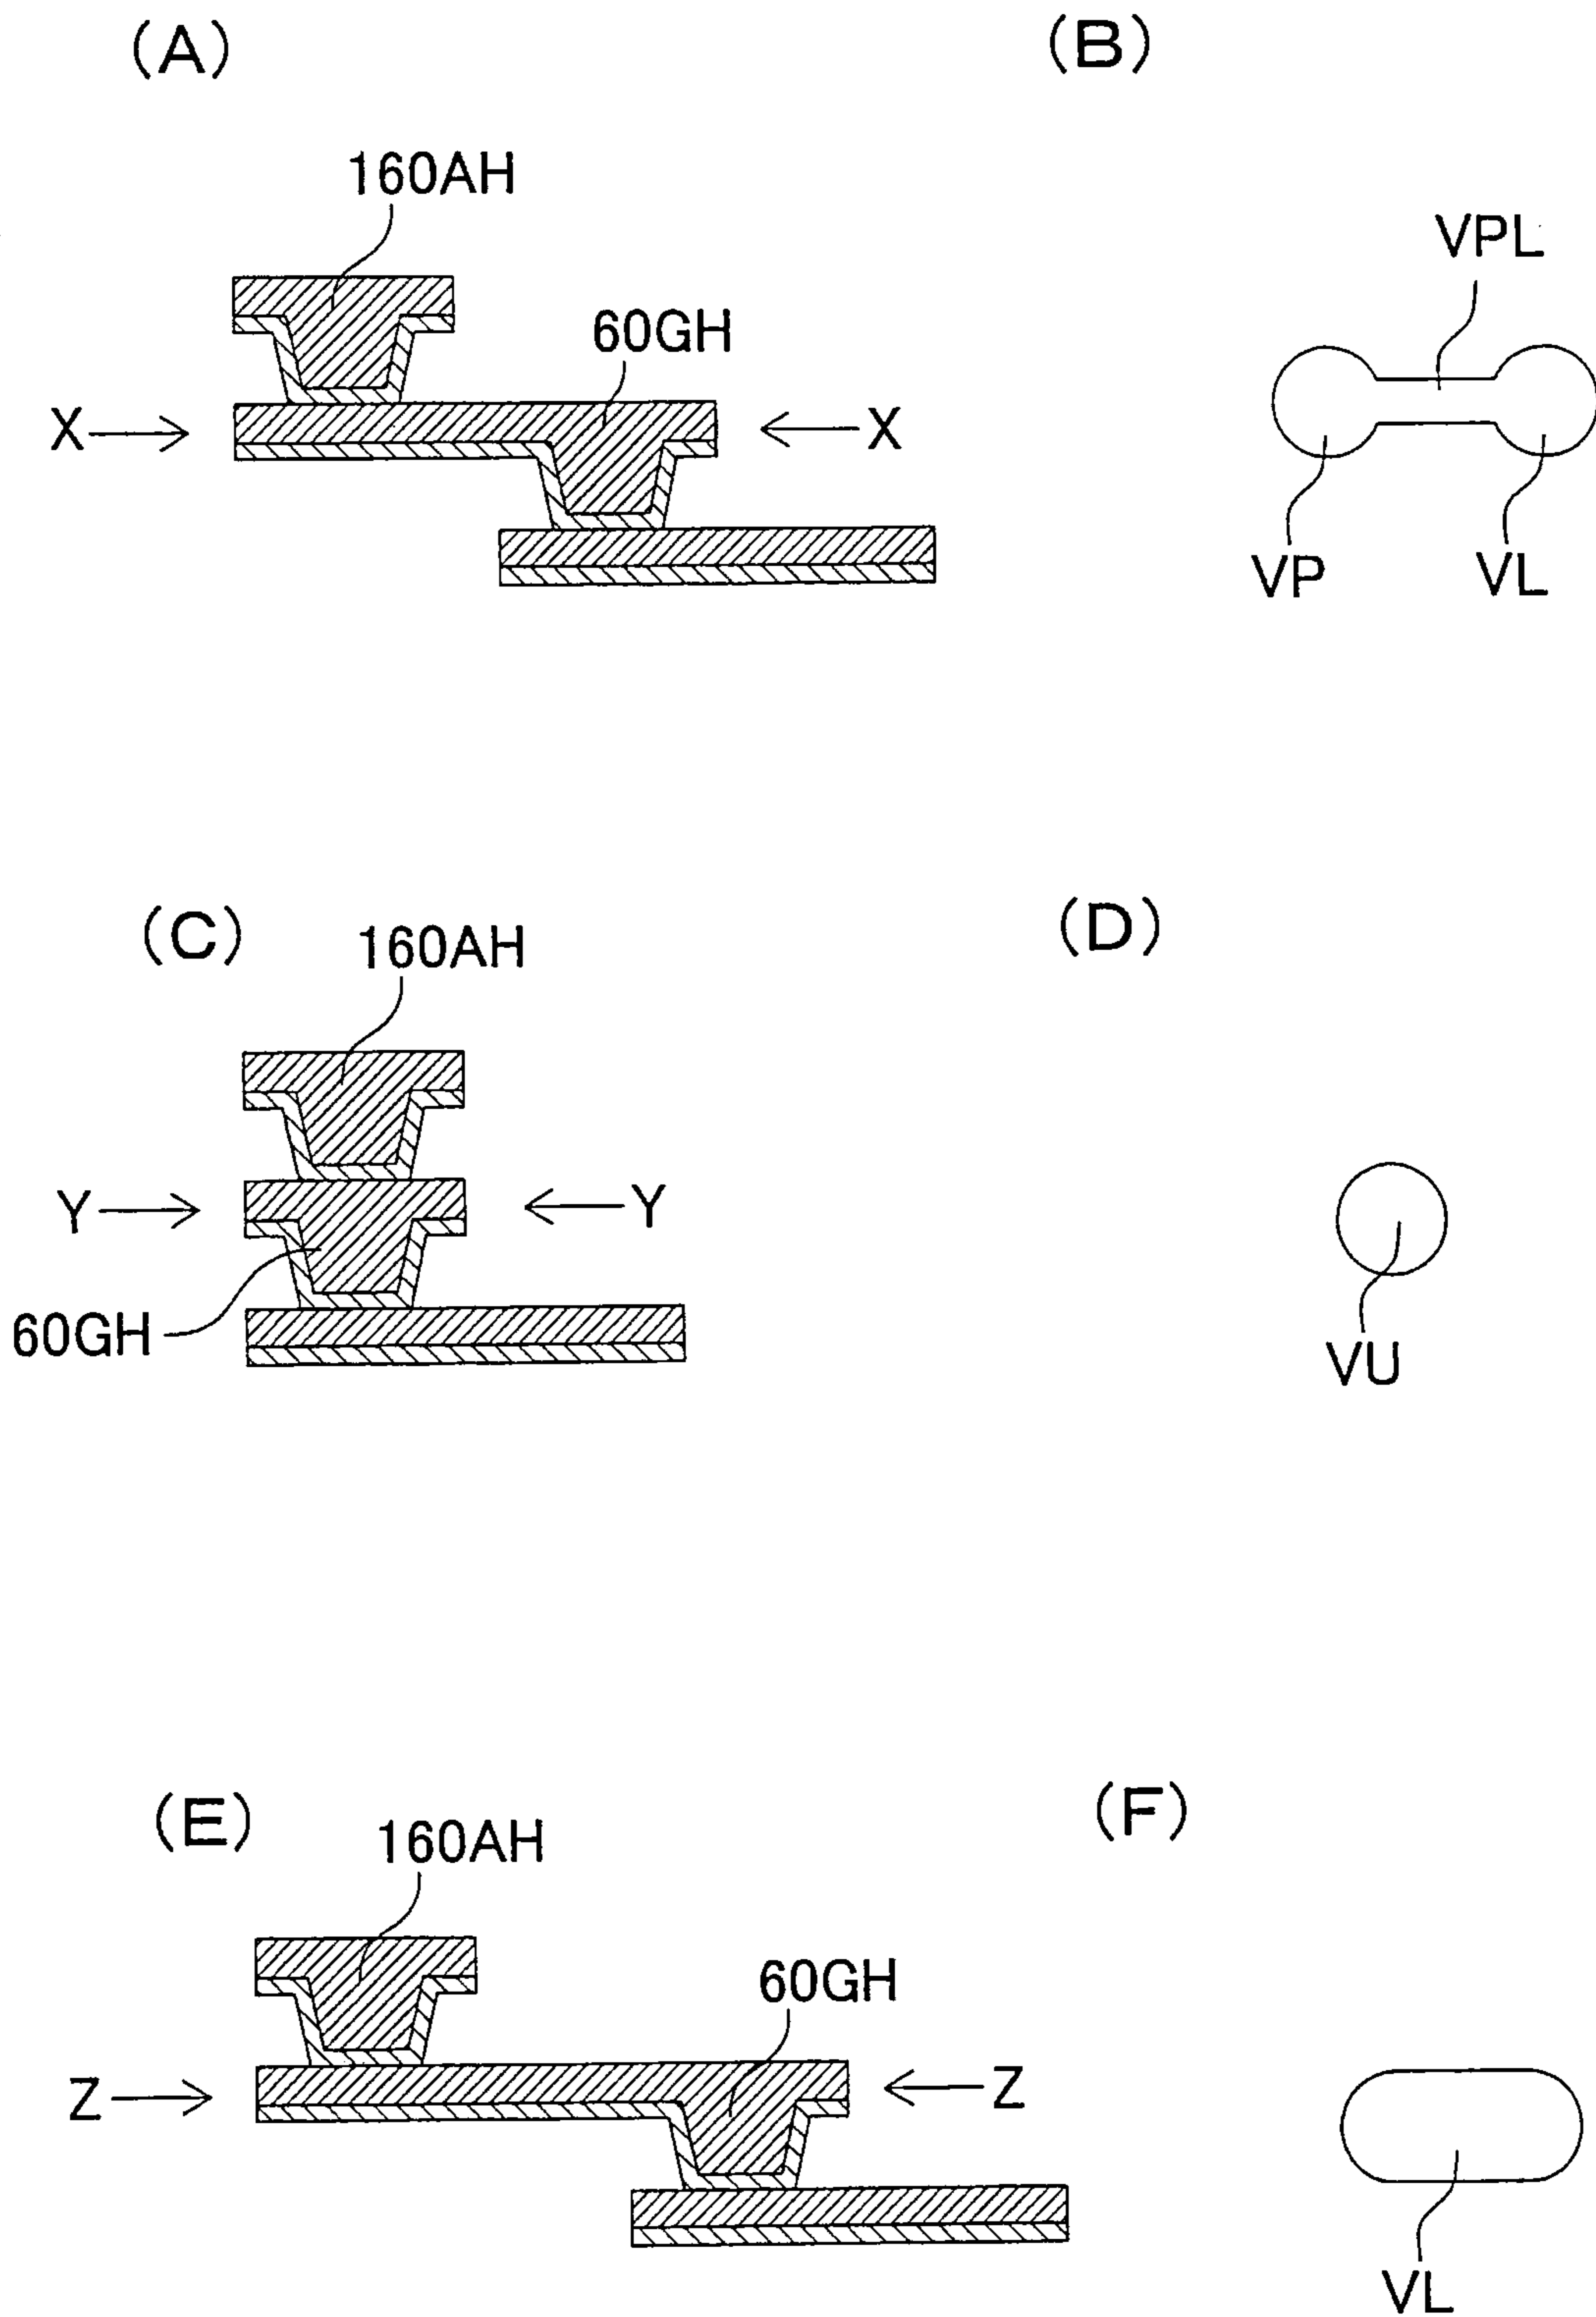 (A)
(B)
160AH
VPL
60GH
X
X
VP
VL
(C)
(D)
160AH
Y
Y
60GH
VU
(E)
(F)
160AH
60GH
Z
Z
VL